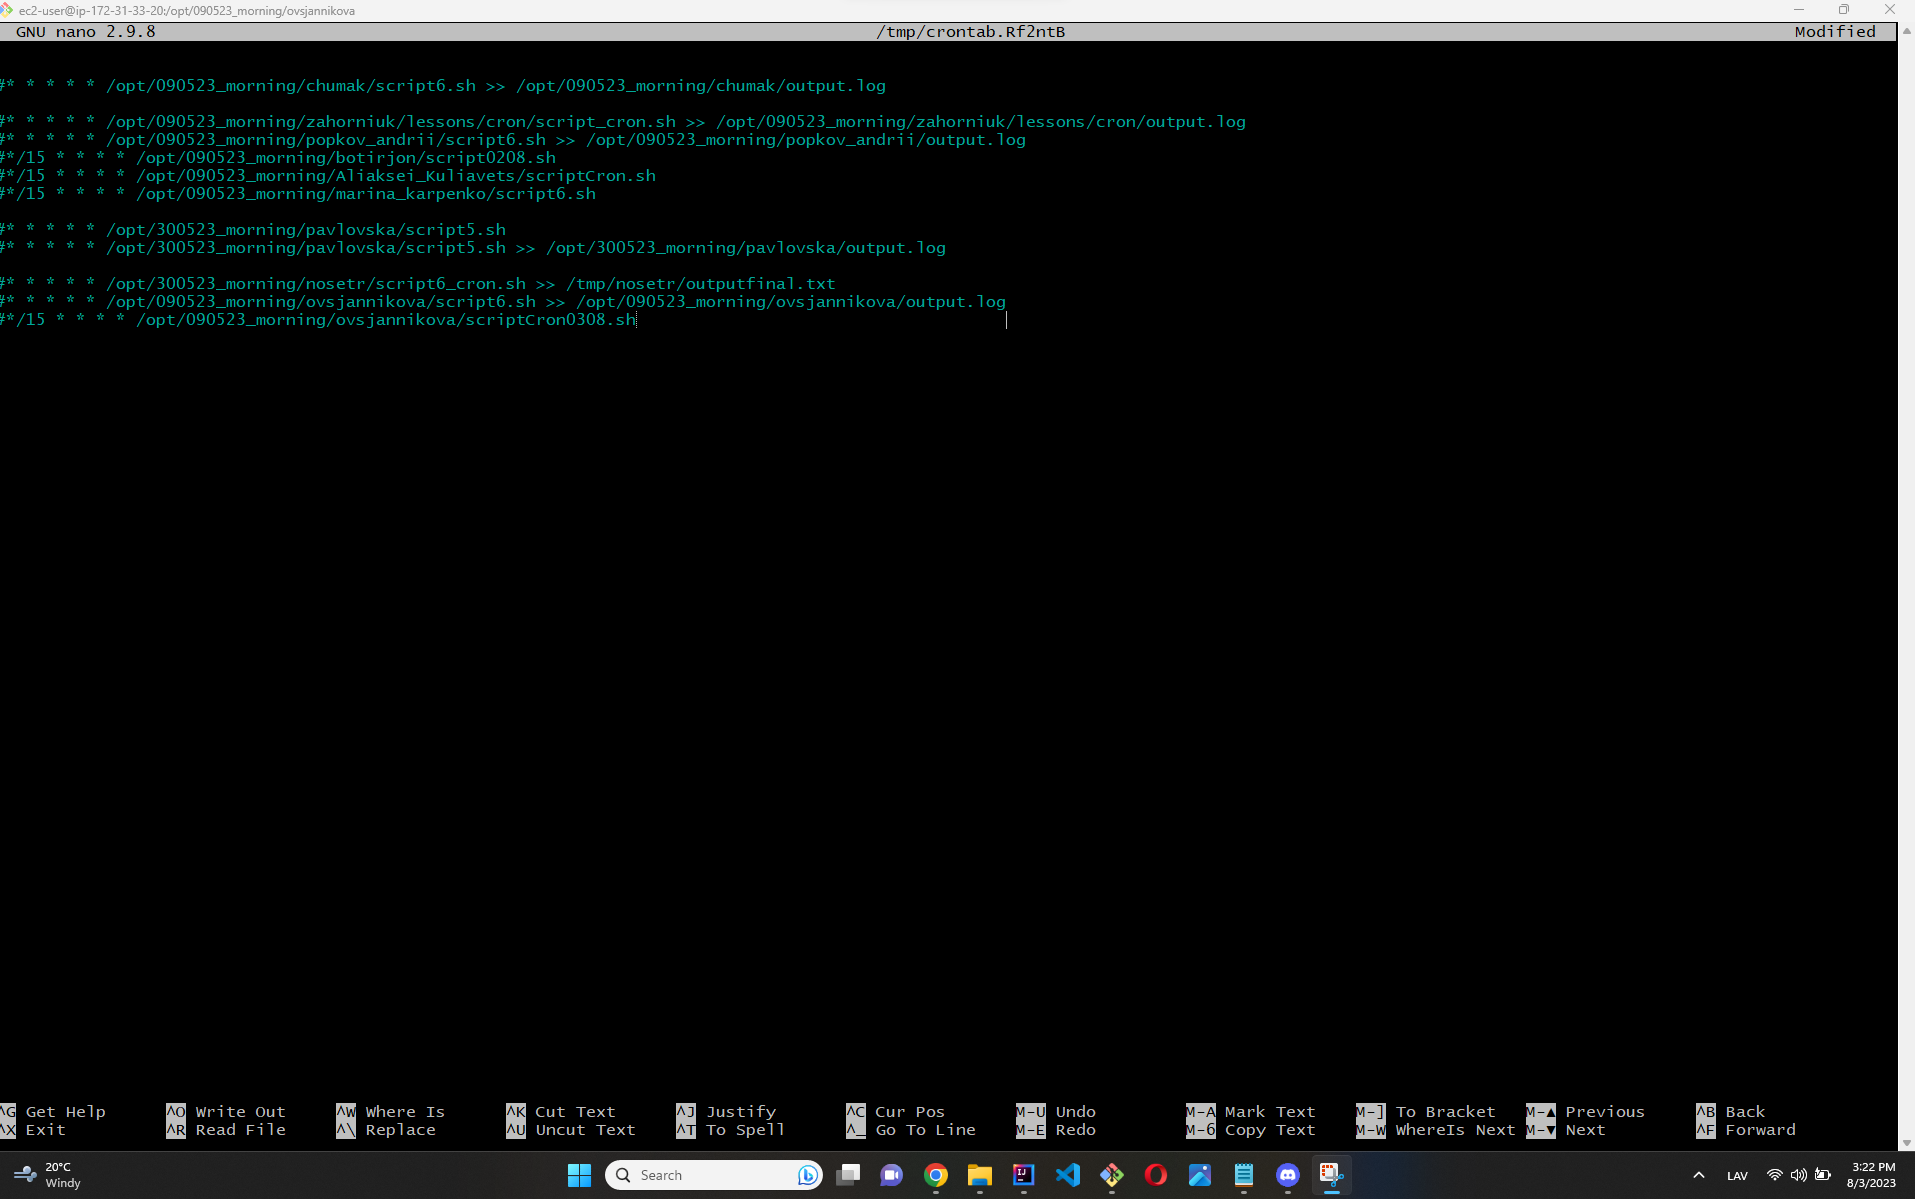 ec2-user@ip-172-31-33-20:/opt/090523_morning/ovsjannikova
GNU nano 2.9.8 /tmp/crontab.Rf2ntB Modified
#* * * * * /opt/090523_morning/chumak/script6.sh >> /opt/090523_morning/chumak/output.log
#* * * * * /opt/090523_morning/zahorniuk/lessons/cron/script_cron.sh >> /opt/090523_morning/zahorniuk/lessons/cron/output.log
#* * * * * /opt/090523_morning/popkov_andrii/script6.sh >> /opt/090523_morning/popkov_andrii/output.log
#*/15 * * * * /opt/090523_morning/botirjon/script0208.sh
#*/15 * * * * /opt/090523_morning/Aliaksei_Kuliavets/scriptCron.sh
#*/15 * * * * /opt/090523_morning/marina_karpenko/script6.sh
#* * * * * /opt/300523_morning/pavlovska/script5.sh
#* * * * * /opt/300523_morning/pavlovska/script5.sh >> /opt/300523_morning/pavlovska/output.log
#* * * * * /opt/300523_morning/nosetr/script6_cron.sh >> /tmp/nosetr/outputfinal.txt
#* * * * * /opt/090523_morning/ovsjannikova/script6.sh >> /opt/090523_morning/ovsjannikova/output.log
#*/15 * * * * /opt/090523_morning/ovsjannikova/scriptCron0308.sh
^G Get Help ^O Write Out ^W Where Is ^K Cut Text ^J Justify ^C Cur Pos M-U Undo M-A Mark Text M-] To Bracket M-▲ Previous ^B Back
^X Exit ^R Read File ^\ Replace ^U Uncut Text ^T To Spell ^_ Go To Line M-E Redo M-6 Copy Text M-W WhereIs Next M-▼ Next ^F Forward
20°C
Windy
Search
LAV
3:22 PM
8/3/2023